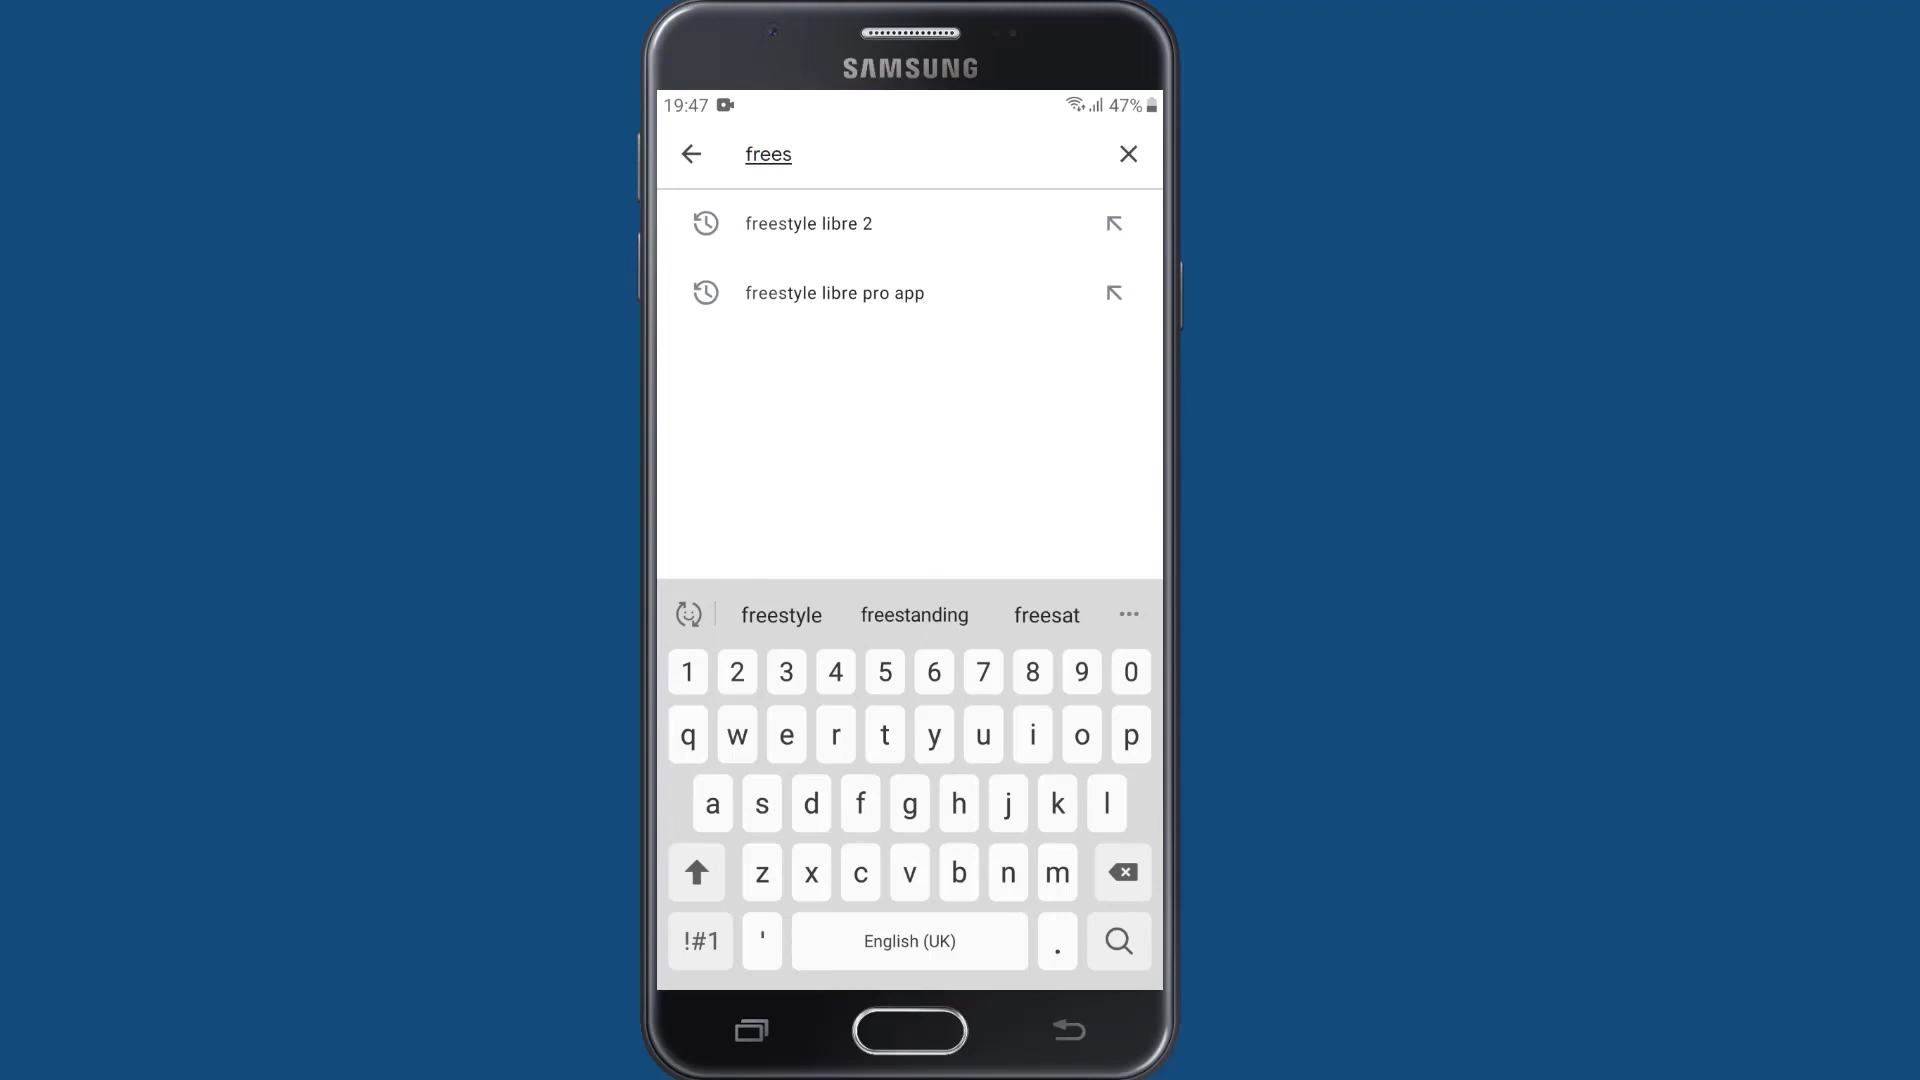 SAMSUNG
19:47 47%
frees
freestyle libre 2
freestyle libre pro app
freestyle freestanding freesat
1 2 3 4 5 6 7 8 9 0
q w e r t y u i o p
a s d f g h j k l
z x c v b n m
!#1 ' English (UK) .